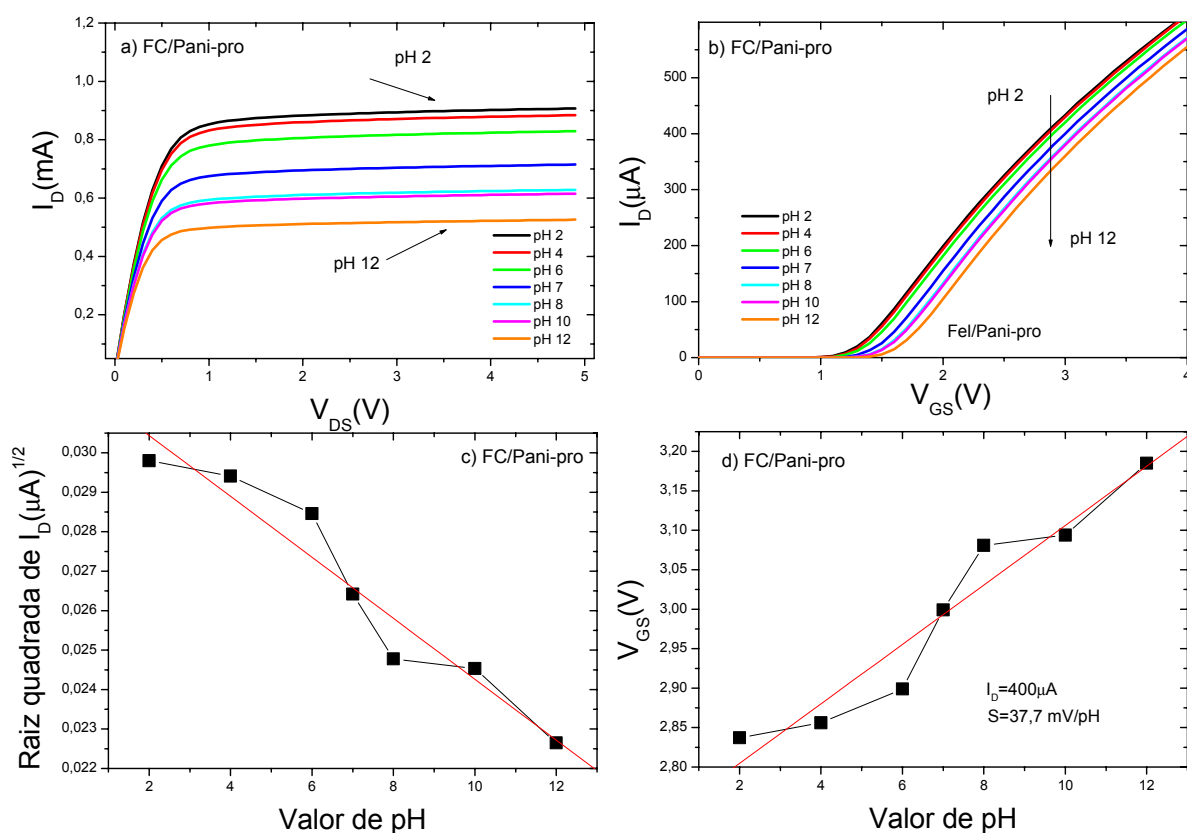 a) FC/Pani-pro
pH 2
pH 12
1,2
1,0
0,8
0,6
0,4
0,2
I_D(mA)
pH 2
pH 4
pH 6
pH 7
pH 8
pH 10
pH 12
0 1 2 3 4 5
V_DS(V)
b) FC/Pani-pro
pH 2
pH 12
500
400
300
200
100
0
I_D(μA)
pH 2
pH 4
pH 6
pH 7
pH 8
pH 10
pH 12
Fel/Pani-pro
0 1 2 3 4
V_GS(V)
c) FC/Pani-pro
0,030
0,029
0,028
0,027
0,026
0,025
0,024
0,023
0,022
Raiz quadrada de I_D(μA)^1/2
2 4 6 8 10 12
Valor de pH
d) FC/Pani-pro
3,20
3,15
3,10
3,05
3,00
2,95
2,90
2,85
2,80
V_GS(V)
I_D=400μA
S=37,7 mV/pH
2 4 6 8 10 12
Valor de pH